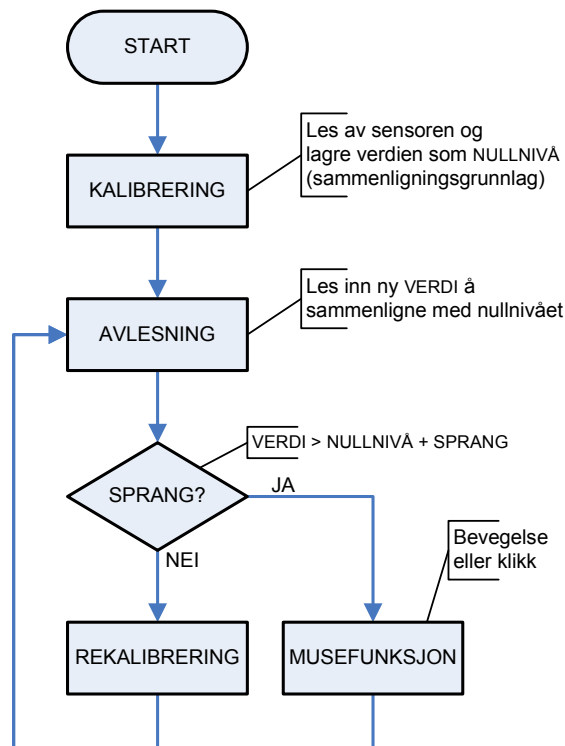 START
Les av sensoren og
lagre verdien som NULLNIVÅ
(sammenligningsgrunnlag)
KALIBRERING
Les inn ny VERDI å
sammenligne med nullnivået
AVLESNING
VERDI > NULLNIVÅ + SPRANG
SPRANG?
JA
NEI
Bevegelse
eller klikk
REKALIBRERING
MUSEFUNKSJON